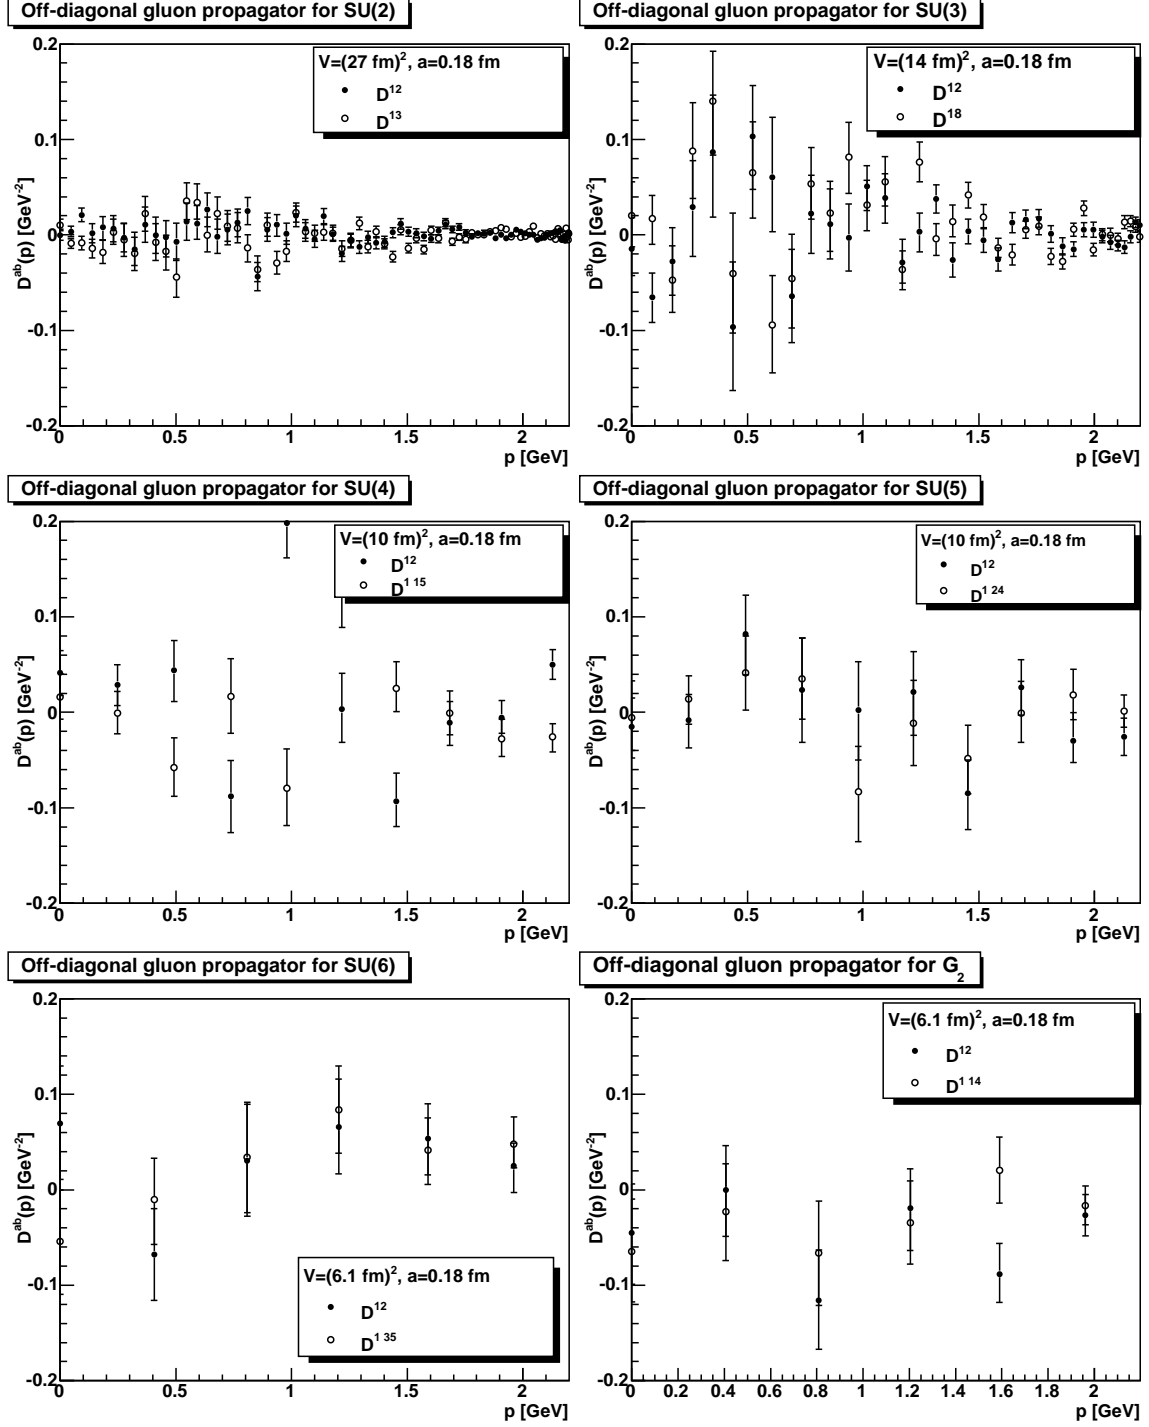 Off-diagonal gluon propagator for SU(2)
V=(27 fm)², a=0.18 fm
D¹²
D¹³
D^ab(p) [GeV⁻²]
0.2
0.1
0
-0.1
-0.2
0 0.5 1 1.5 2
p [GeV]
Off-diagonal gluon propagator for SU(3)
V=(14 fm)², a=0.18 fm
D¹²
D¹⁸
D^ab(p) [GeV⁻²]
0.2
0.1
0
-0.1
-0.2
0 0.5 1 1.5 2
p [GeV]
Off-diagonal gluon propagator for SU(4)
V=(10 fm)², a=0.18 fm
D¹²
D¹ ¹⁵
D^ab(p) [GeV⁻²]
0.2
0.1
0
-0.1
-0.2
0 0.5 1 1.5 2
p [GeV]
Off-diagonal gluon propagator for SU(5)
V=(10 fm)², a=0.18 fm
D¹²
D¹ ²⁴
D^ab(p) [GeV⁻²]
0.2
0.1
0
-0.1
-0.2
0 0.5 1 1.5 2
p [GeV]
Off-diagonal gluon propagator for SU(6)
V=(6.1 fm)², a=0.18 fm
D¹²
D¹ ³⁵
D^ab(p) [GeV⁻²]
0.2
0.1
0
-0.1
-0.2
0 0.5 1 1.5 2
p [GeV]
Off-diagonal gluon propagator for G₂
V=(6.1 fm)², a=0.18 fm
D¹²
D¹ ¹⁴
D^ab(p) [GeV⁻²]
0.2
0.1
0
-0.1
-0.2
0 0.2 0.4 0.6 0.8 1 1.2 1.4 1.6 1.8 2
p [GeV]